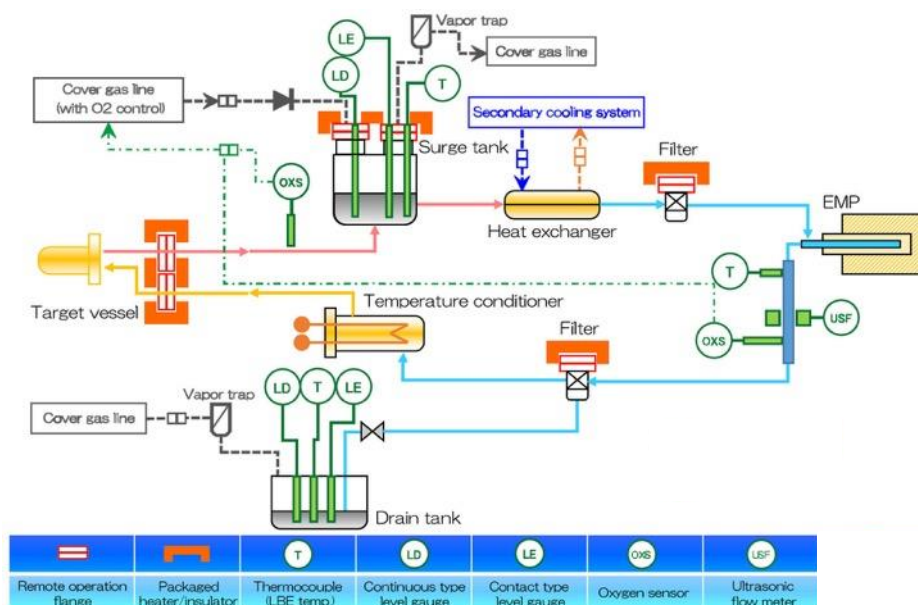 Vapor trap
LE
Cover gas line
LD
Cover gas line
(with O2 control)
T
Secondary cooling system
Surge tank
Filter
OXS
EMP
Heat exchanger
T
Target vessel
Temperature conditioner
Filter
USF
OXS
LD
T
LE
Vapor trap
Cover gas line
Drain tank
T
LD
LE
OXS
USF
Remote operation
flange
Packaged
heater/insulator
Thermocouple
(LBE temp.)
Continuous type
level gauge
Contact type
level gauge
Oxygen sensor
Ultrasonic
flow meter